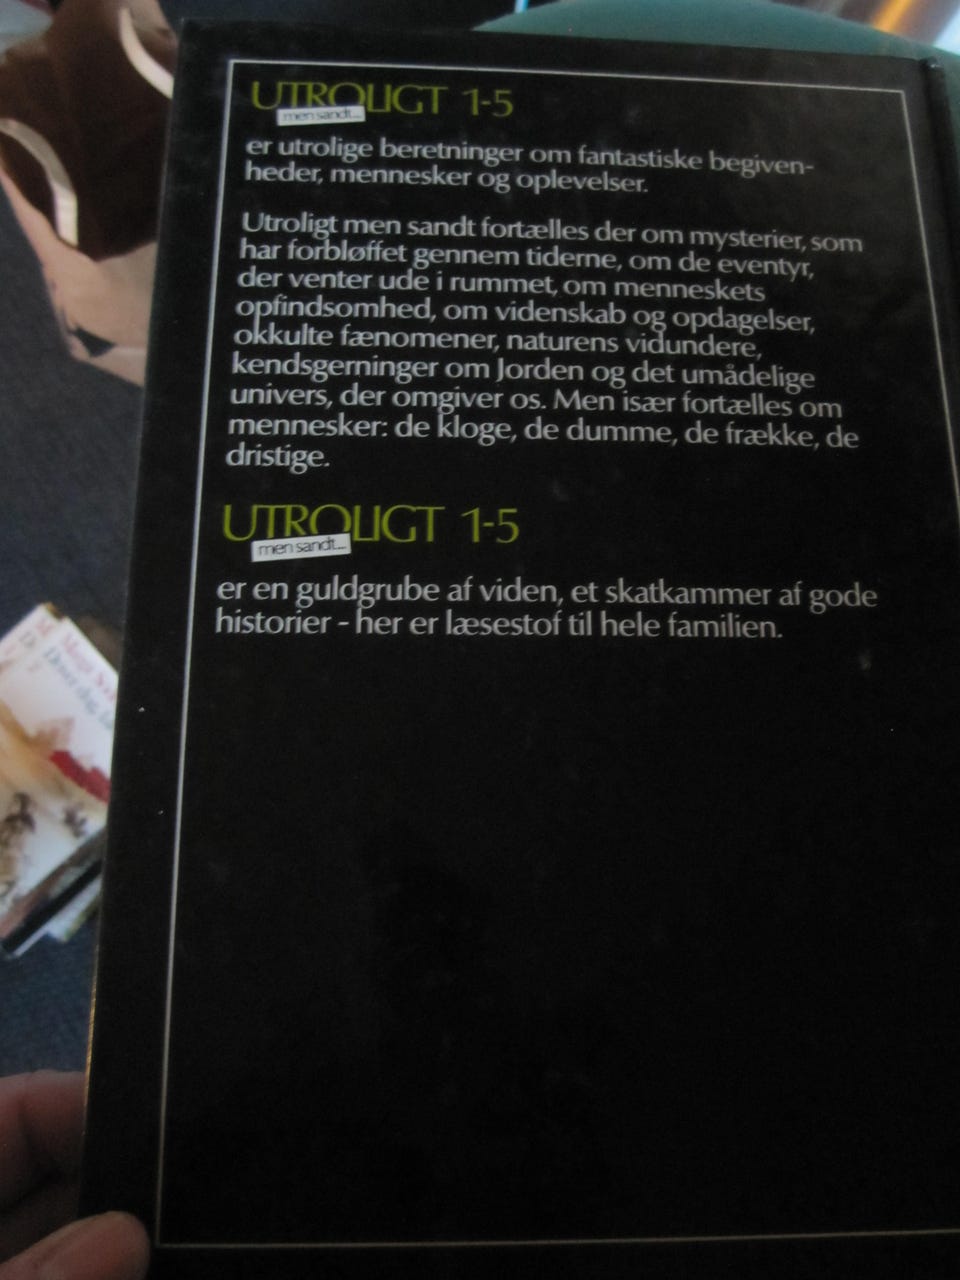 UTROLIGT 1-5
men sandt...
er utrolige beretninger om fantastiske begiven-
heder, mennesker og oplevelser.
Utroligt men sandt fortælles der om mysterier, som
har forbløffet gennem tiderne, om de eventyr,
der venter ude i rummet, om menneskets
opfindsomhed, om videnskab og opdagelser,
okkulte fænomener, naturens vidundere,
kendsgerninger om Jorden og det umådelige
univers, der omgiver os. Men især fortælles om
mennesker: de kloge, de dumme, de frække, de
dristige.
UTROLIGT 1-5
men sandt...
er en guldgrube af viden, et skatkammer af gode
historier - her er læsestof til hele familien.